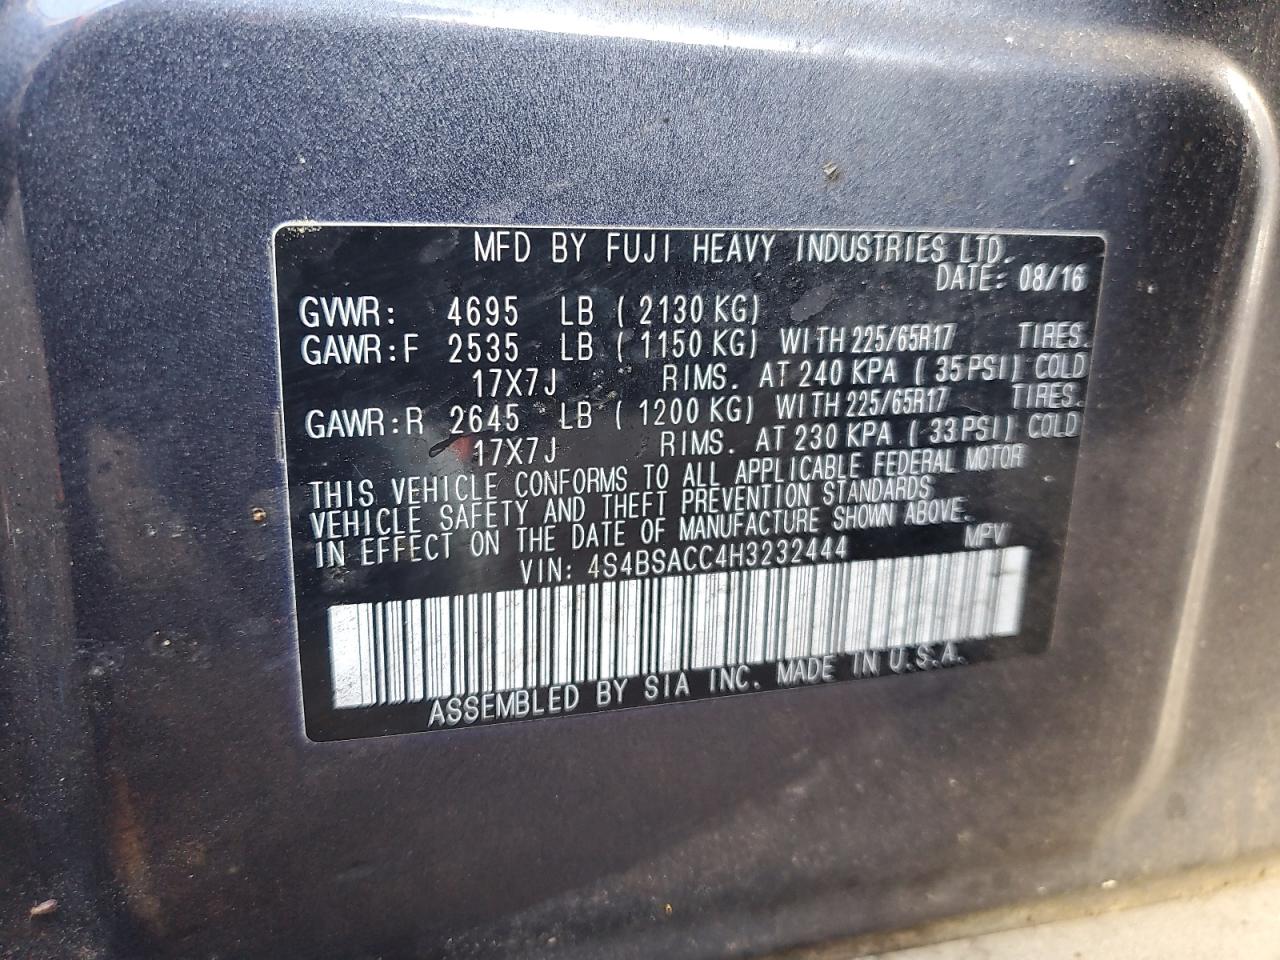 MFD BY FUJI HEAVY INDUSTRIES LTD.
DATE: 08/16
GVWR: 4695 LB ( 2130 KG)
GAWR:F 2535 LB ( 1150 KG) WITH 225/65R17 TIRES.
17X7J RIMS. AT 240 KPA ( 35 PSI) COLD
GAWR:R 2645 LB ( 1200 KG) WITH 225/65R17 TIRES.
17X7J RIMS. AT 230 KPA ( 33 PSI) COLD
THIS VEHICLE CONFORMS TO ALL APPLICABLE FEDERAL MOTOR
VEHICLE SAFETY AND THEFT PREVENTION STANDARDS
IN EFFECT ON THE DATE OF MANUFACTURE SHOWN ABOVE.
VIN: 4S4BSACC4H3232444 MPV
ASSEMBLED BY SIA INC. MADE IN U.S.A.